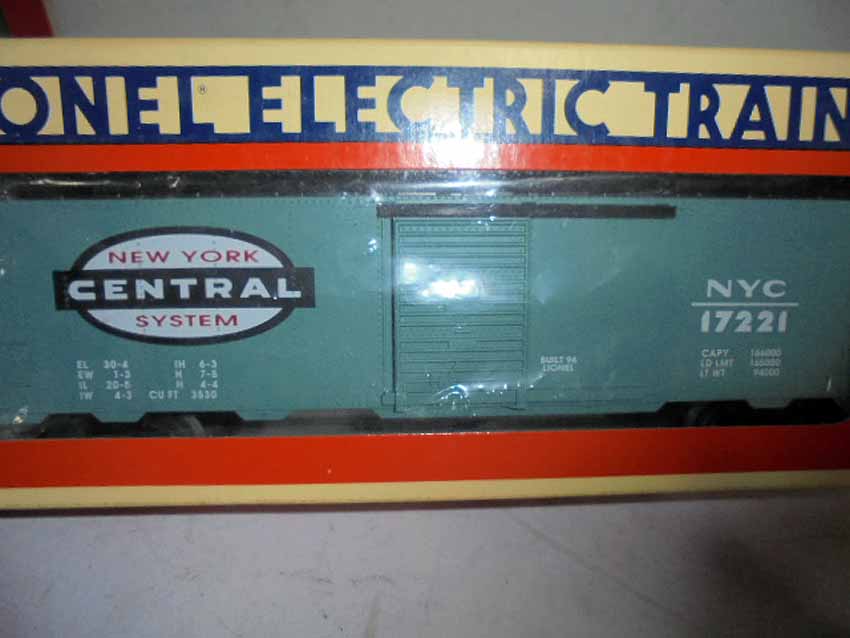 ONEL® ELECTRIC TRAIN
NEW YORK
CENTRAL
SYSTEM
EL 30-4 IH 6-3
EW 1-3 H 7-5
IL 20-5 H 4-4
IW 4-3 CU FT 3530
BUILT 96
LIONEL
NYC
17221
CAPY 166000
LD LMT 165000
LT WT 94000